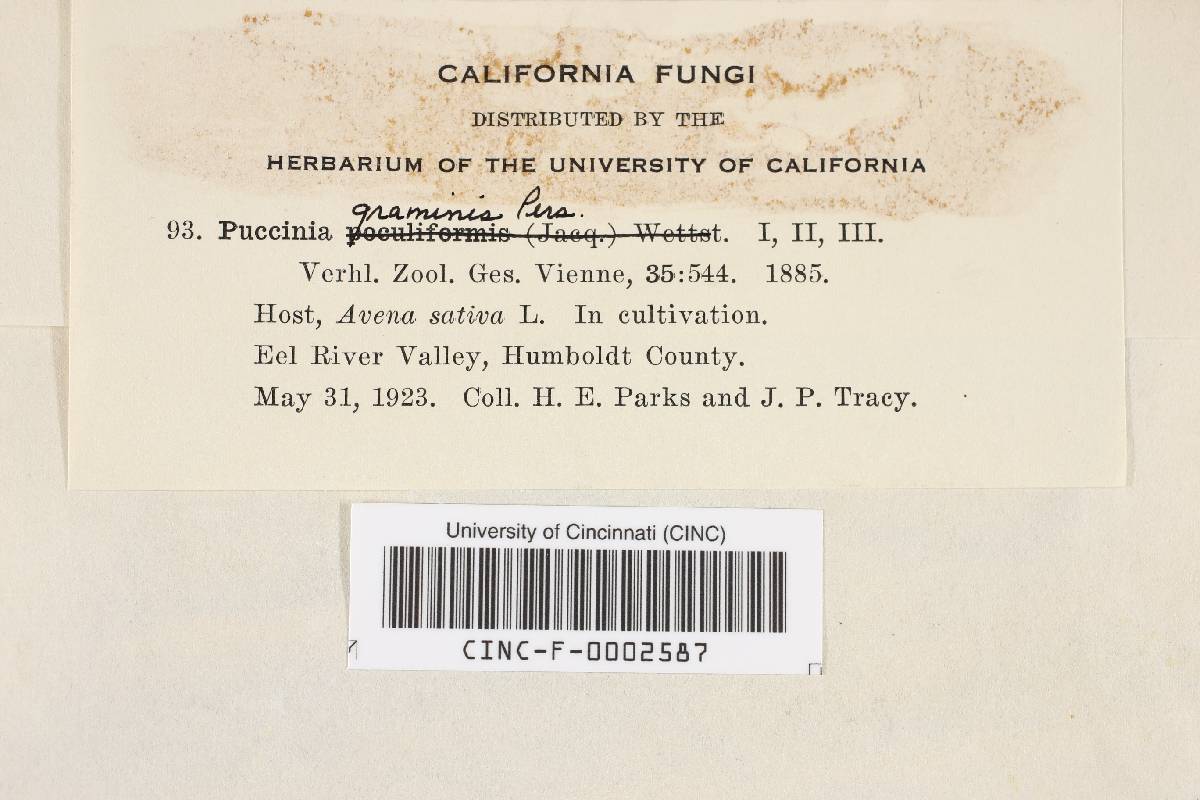 CALIFORNIA FUNGI
DISTRIBUTED BY THE
HERBARIUM OF THE UNIVERSITY OF CALIFORNIA
graminis Pers.
93. Puccinia poculiformis (Jacq.) Wettst. I, II, III.
Verhl. Zool. Ges. Vienne, 35:544. 1885.
Host, Avena sativa L. In cultivation.
Eel River Valley, Humboldt County.
May 31, 1923. Coll. H. E. Parks and J. P. Tracy.
University of Cincinnati (CINC)
CINC-F-0002587